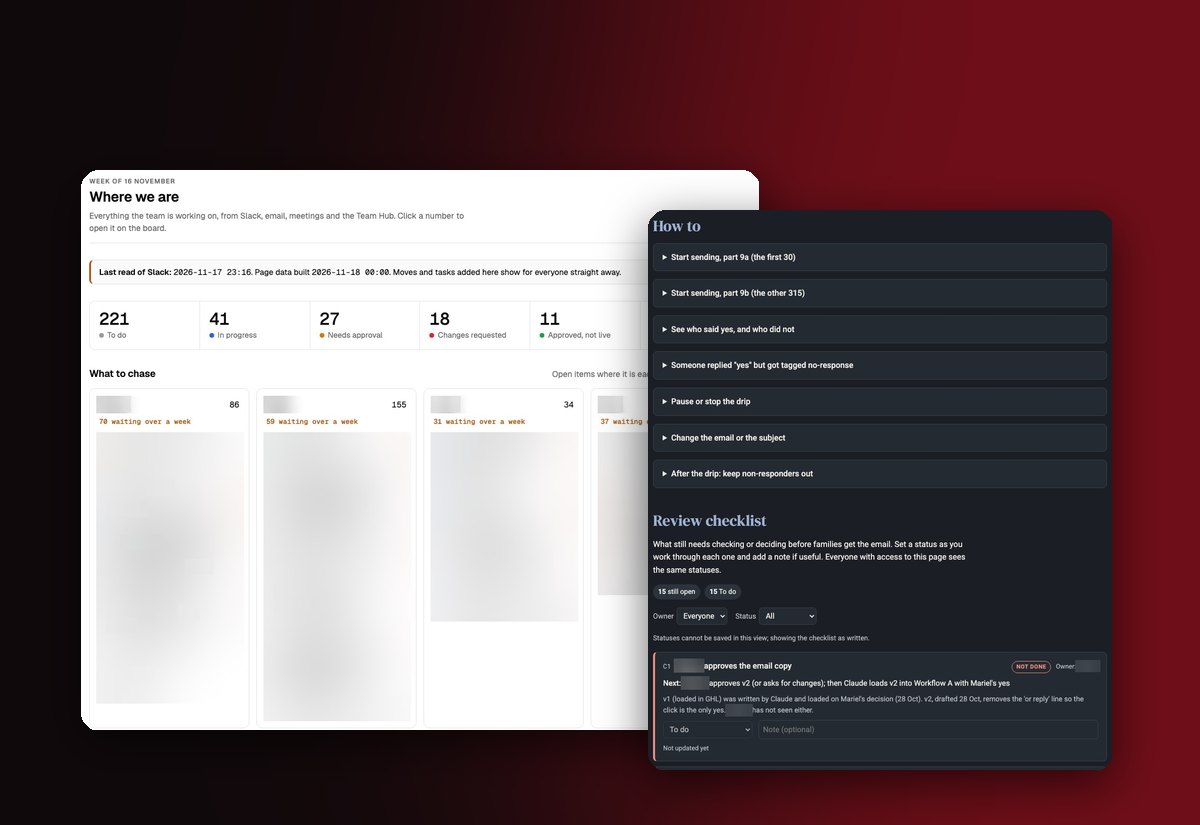 WEEK OF 16 NOVEMBER
Where we are
Everything the team is working on, from Slack, email, meetings and the Team Hub. Click a number to
open it on the board.
Last read of Slack: 2026-11-17 23:16. Page data built 2026-11-18 00:00. Moves and tasks added here show for everyone straight away.
221
To do
41
In progress
27
Needs approval
18
Changes requested
11
Approved, not live
What to chase
Open items where it is
86
70 waiting over a week
155
59 waiting over a week
34
31 waiting over a week
37 waiting
How to
Start sending, part 9a (the first 30)
Start sending, part 9b (the other 315)
See who said yes, and who did not
Someone replied "yes" but got tagged no-response
Pause or stop the drip
Change the email or the subject
After the drip: keep non-responders out
Review checklist
What still needs checking or deciding before families get the email. Set a status as you
work through each one and add a note if useful. Everyone with access to this page sees
the same statuses.
15 still open 15 To do
Owner Everyone Status All
Statuses cannot be saved in this view; showing the checklist as written.
C1 approves the email copy NOT DONE Owner:
Next: approves v2 (or asks for changes); then Claude loads v2 into Workflow A with Mariel's yes
v1 (loaded in GHL) was written by Claude and loaded on Mariel's decision (28 Oct). v2, drafted 28 Oct, removes the 'or reply' line so the
click is the only yes. has not seen either.
To do Note (optional)
Not updated yet